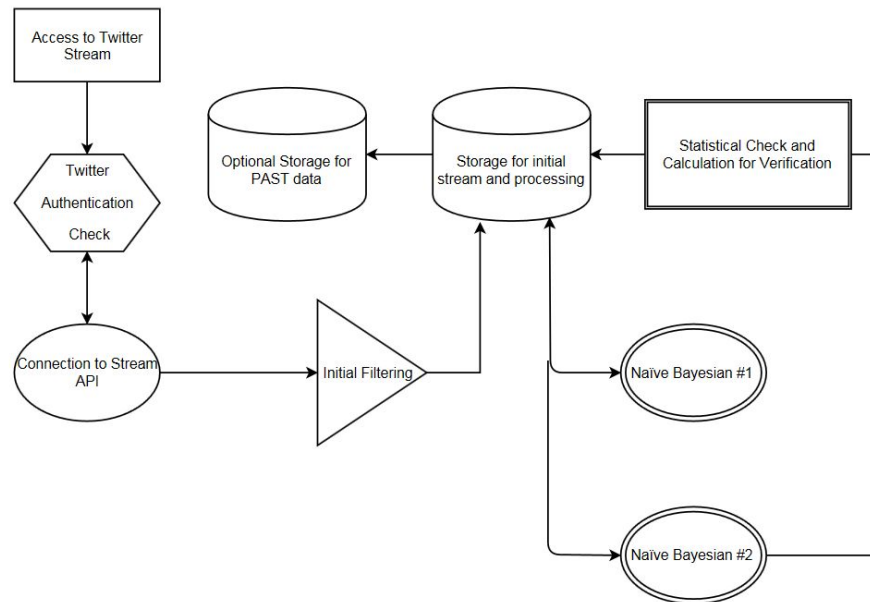 Access to Twitter
Stream
Twitter
Authentication
Check
Connection to Stream
API
Initial Filtering
Optional Storage for
PAST data
Storage for initial
stream and processing
Statistical Check and
Calculation for Verification
Naïve Bayesian #1
Naïve Bayesian #2